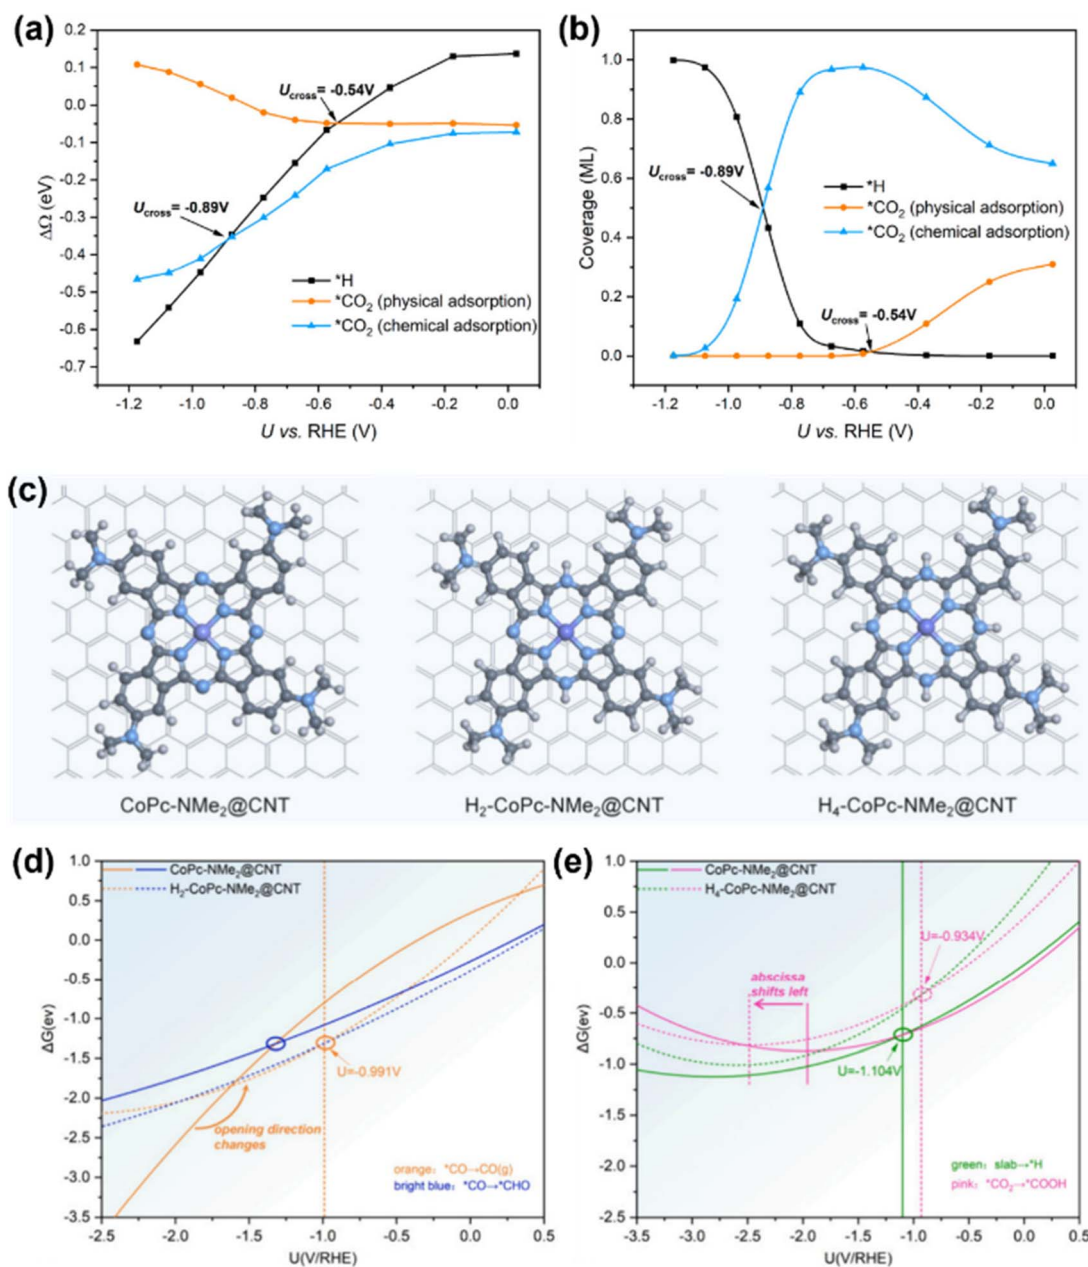 (a)
0.2
0.1
0.0
-0.1
-0.2
-0.3
-0.4
-0.5
-0.6
-0.7
ΔΩ (eV)
U_cross= -0.54V
U_cross= -0.89V
*H
*CO₂ (physical adsorption)
*CO₂ (chemical adsorption)
-1.2 -1.0 -0.8 -0.6 -0.4 -0.2 0.0
U vs. RHE (V)
(b)
1.0
0.8
0.6
0.4
0.2
0.0
Coverage (ML)
U_cross= -0.89V
*H
*CO₂ (physical adsorption)
*CO₂ (chemical adsorption)
U_cross= -0.54V
-1.2 -1.0 -0.8 -0.6 -0.4 -0.2 0.0
U vs. RHE (V)
(c)
CoPc-NMe₂@CNT
H₂-CoPc-NMe₂@CNT
H₄-CoPc-NMe₂@CNT
(d)
1.0
0.5
0.0
-0.5
-1.0
-1.5
-2.0
-2.5
-3.0
-3.5
ΔG(ev)
CoPc-NMe₂@CNT
H₂-CoPc-NMe₂@CNT
U=-0.991V
opening direction
changes
orange：*CO→CO(g)
bright blue：*CO→*CHO
-2.5 -2.0 -1.5 -1.0 -0.5 0.0 0.5
U(V/RHE)
(e)
1.0
0.5
0.0
-0.5
-1.0
-1.5
-2.0
-2.5
ΔG(ev)
CoPc-NMe₂@CNT
H₄-CoPc-NMe₂@CNT
U=-0.934V
abscissa
shifts left
U=-1.104V
green：slab→*H
pink：*CO₂→*COOH
-3.5 -3.0 -2.5 -2.0 -1.5 -1.0 -0.5 0.0 0.5
U(V/RHE)